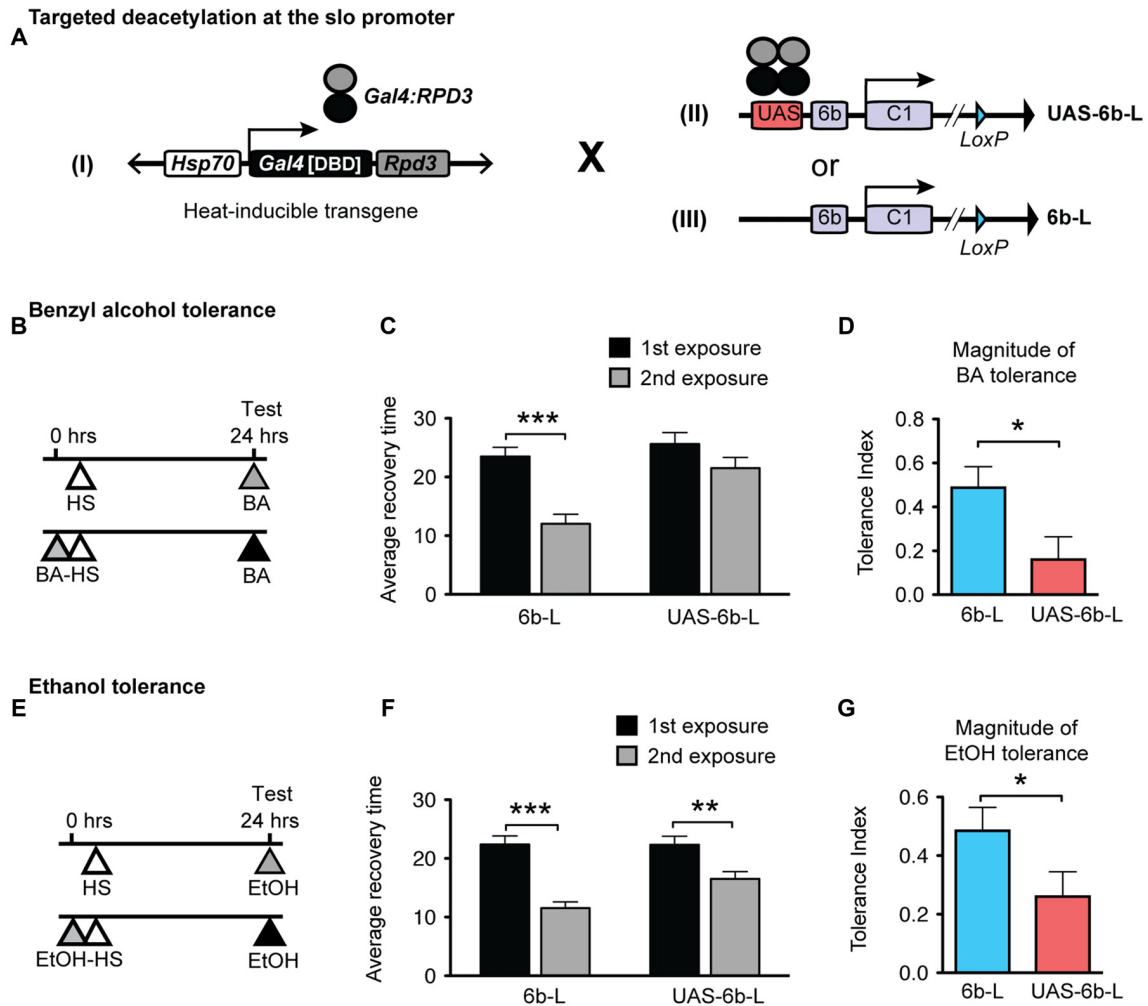 A Targeted deacetylation at the slo promoter
Gal4:RPD3
(I)
Hsp70
Gal4 [DBD]
Rpd3
Heat-inducible transgene
X
(II)
UAS
6b
C1
LoxP
UAS-6b-L
or
(III)
6b
C1
LoxP
6b-L
B Benzyl alcohol tolerance
0 hrs
Test
24 hrs
HS
BA
BA-HS
BA
C
1st exposure
2nd exposure
Average recovery time
30
20
10
0
***
6b-L
UAS-6b-L
D
Magnitude of
BA tolerance
Tolerance Index
0.8
0.6
0.4
0.2
0.0
*
6b-L
UAS-6b-L
E Ethanol tolerance
0 hrs
Test
24 hrs
HS
EtOH
EtOH-HS
EtOH
F
1st exposure
2nd exposure
Average recovery time
30
20
10
0
***
**
6b-L
UAS-6b-L
G
Magnitude of
EtOH tolerance
Tolerance Index
0.6
0.4
0.2
0.0
*
6b-L
UAS-6b-L